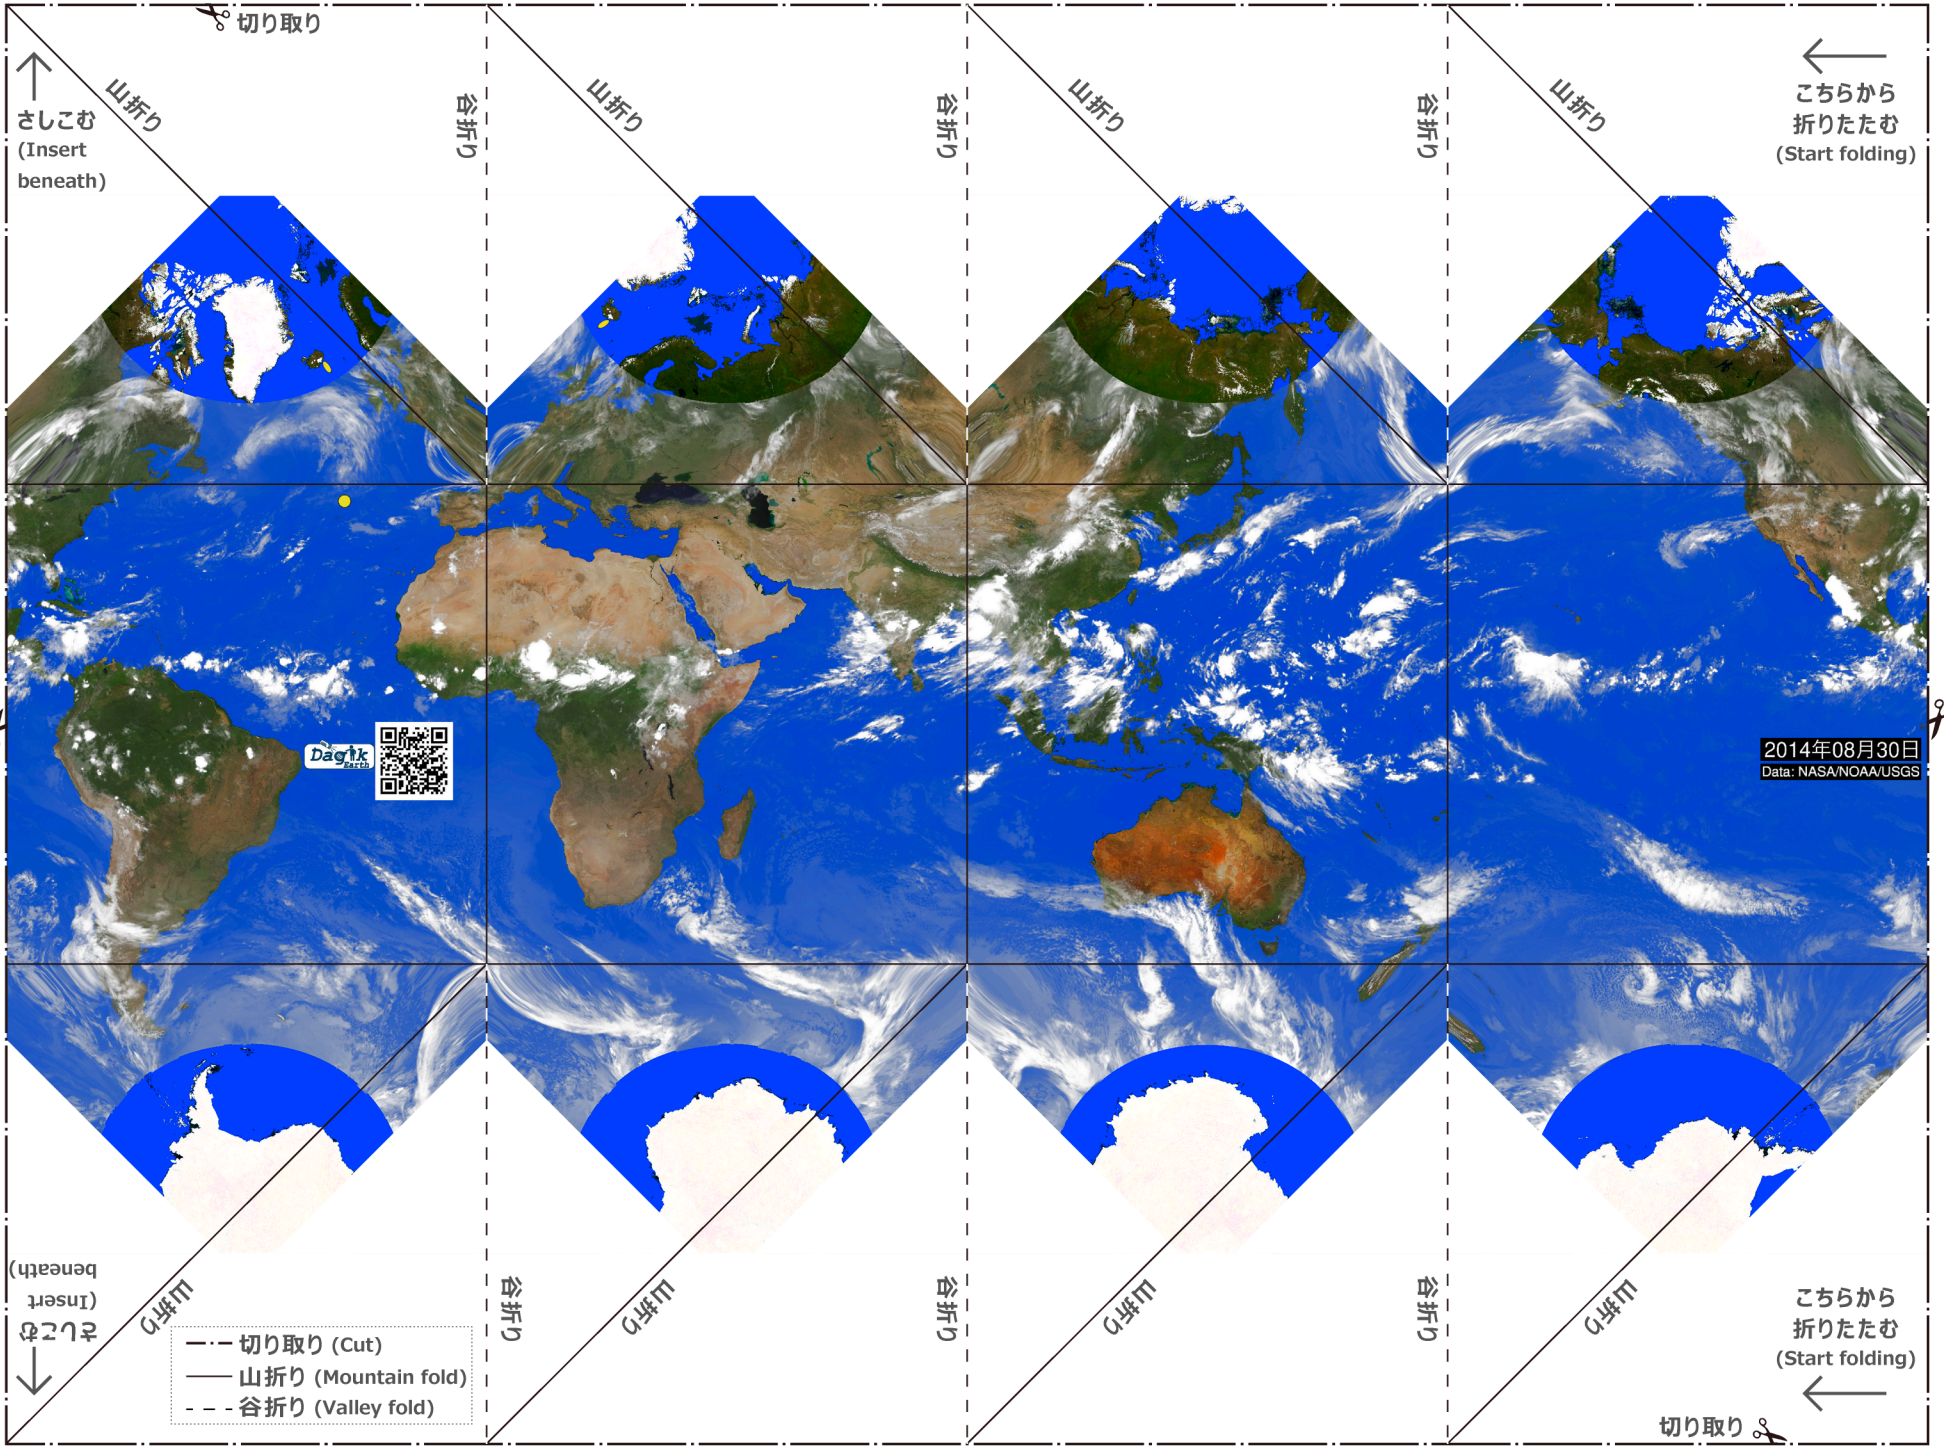 切り取り
山折り
谷折り
山折り
谷折り
山折り
谷折り
山折り
さしこむ
(Insert
beneath)
こちらから
折りたたむ
(Start folding)
Dagik
Earth
2014年08月30日
Data: NASA/NOAA/USGS
さしこむ
(Insert
beneath)
山折り
谷折り
山折り
谷折り
山折り
谷折り
山折り
こちらから
折りたたむ
(Start folding)
切り取り (Cut)
山折り (Mountain fold)
谷折り (Valley fold)
切り取り